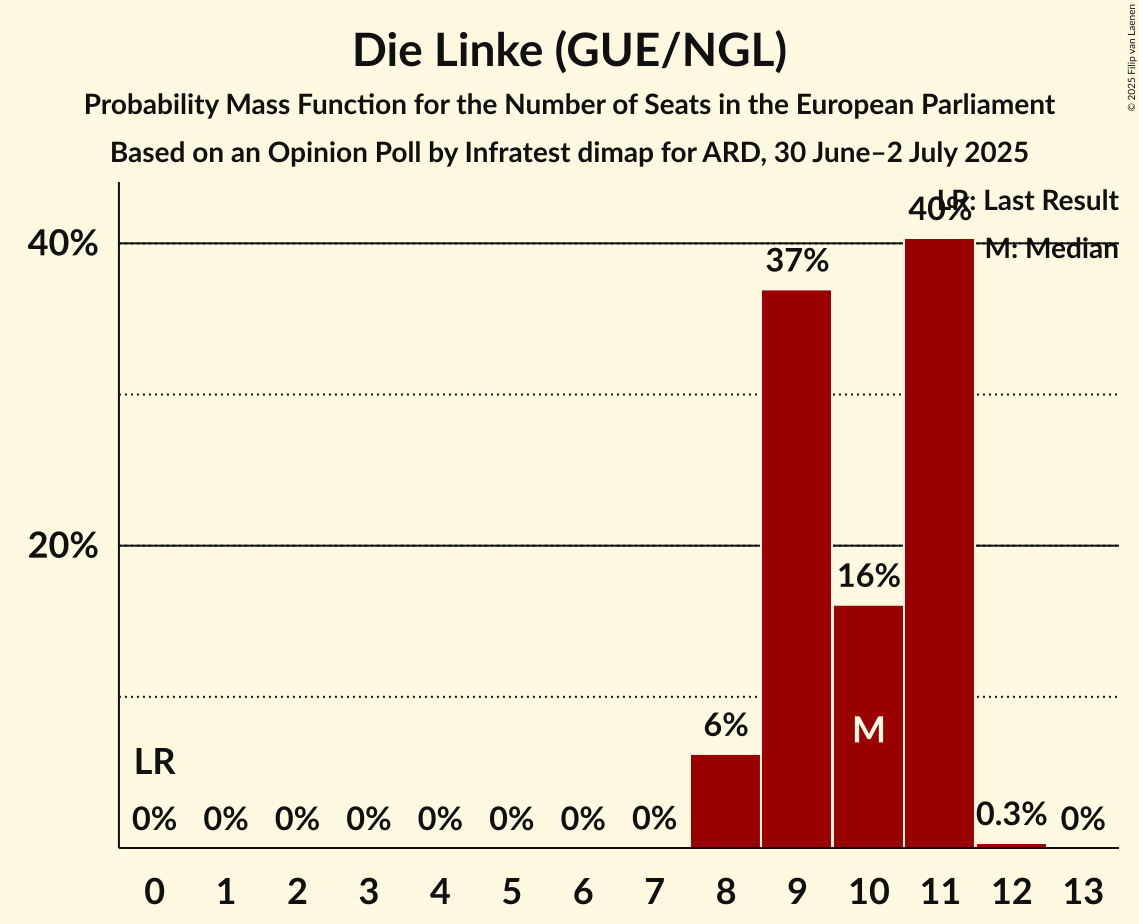 Die Linke (GUE/NGL)
Probability Mass Function for the Number of Seats in the European Parliament
Based on an Opinion Poll by Infratest dimap for ARD, 30 June–2 July 2025
© 2025 Filip van Laenen
LR: Last Result
M: Median
40%
20%
40%
37%
16%
6%
M
LR
0% 0% 0% 0% 0% 0% 0% 0% 0.3% 0%
0 1 2 3 4 5 6 7 8 9 10 11 12 13